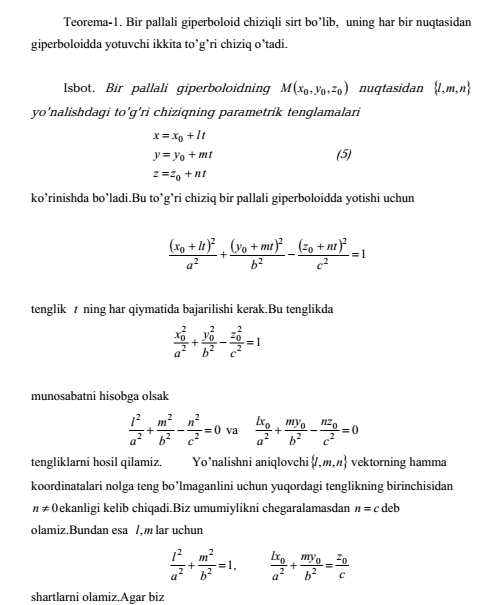 Teorema-1. Bir pallali giperboloid chiziqli sirt bo’lib, uning har bir nuqtasidan
giperboloidda yotuvchi ikkita to’g’ri chiziq o’tadi.
Isbot. Bir pallali giperboloidning M(x₀,y₀,z₀) nuqtasidan {l,m,n}
yo'nalishdagi to'g'ri chiziqning parametrik tenglamalari
x = x₀ + lt
y = y₀ + mt (5)
z = z₀ + nt
ko’rinishda bo’ladi.Bu to’g’ri chiziq bir pallali giperboloidda yotishi uchun
(x₀ + lt)²/a² + (y₀ + mt)²/b² − (z₀ + nt)²/c² = 1
tenglik t ning har qiymatida bajarilishi kerak.Bu tenglikda
x₀²/a² + y₀²/b² − z₀²/c² = 1
munosabatni hisobga olsak
l²/a² + m²/b² − n²/c² = 0 va lx₀/a² + my₀/b² − nz₀/c² = 0
tengliklarni hosil qilamiz. Yo’nalishni aniqlovchi {l,m,n} vektorning hamma
koordinatalari nolga teng bo’lmaganlini uchun yuqordagi tenglikning birinchisidan
n ≠ 0 ekanligi kelib chiqadi.Biz umumiylikni chegaralamasdan n = c deb
olamiz.Bundan esa l,m lar uchun
l²/a² + m²/b² = 1, lx₀/a² + my₀/b² = z₀/c
shartlarni olamiz.Agar biz